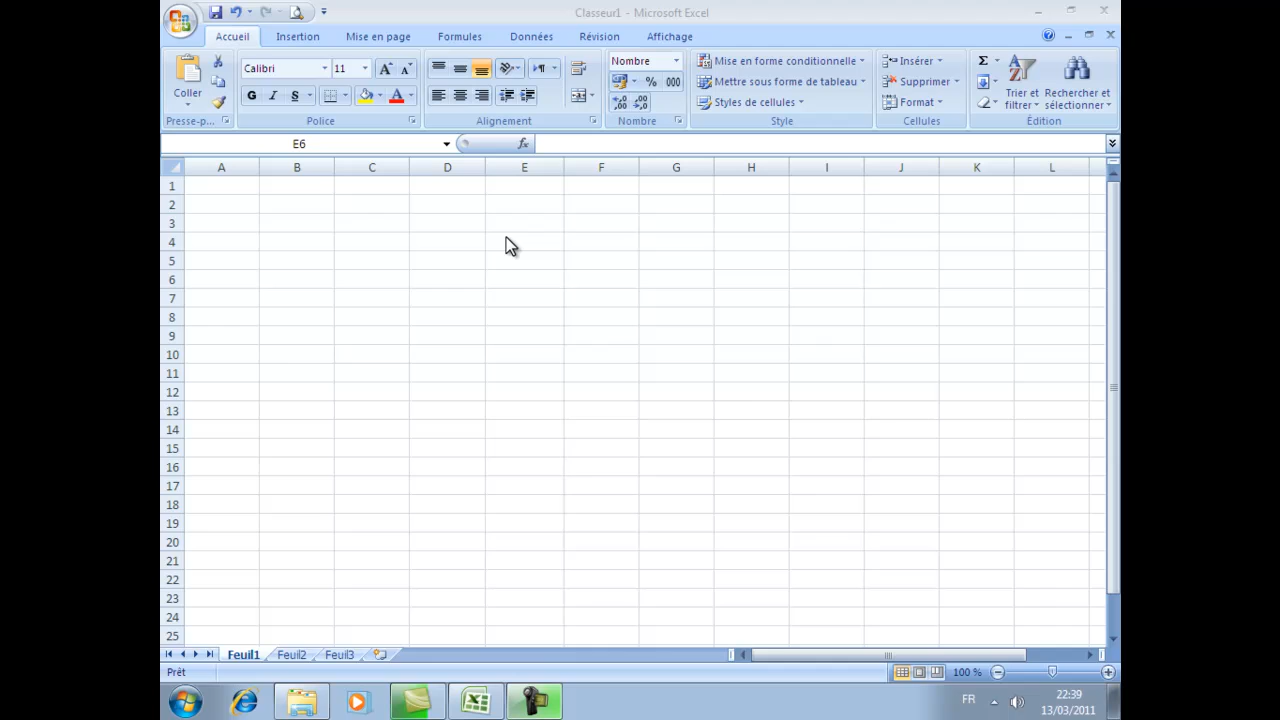 Classeur1 - Microsoft Excel
Accueil Insertion Mise en page Formules Données Révision Affichage
Coller
Presse-p...
Calibri 11
G I S
Police
Alignement
Nombre
% 000
Nombre
Mise en forme conditionnelle
Mettre sous forme de tableau
Styles de cellules
Style
Insérer
Supprimer
Format
Cellules
Σ
Trier et filtrer
Rechercher et sélectionner
Édition
E6 fx
A B C D E F G H I J K L
1
2
3
4
5
6
7
8
9
10
11
12
13
14
15
16
17
18
19
20
21
22
23
24
25
Feuil1 Feuil2 Feuil3
Prêt 100 %
FR 22:39
13/03/2011